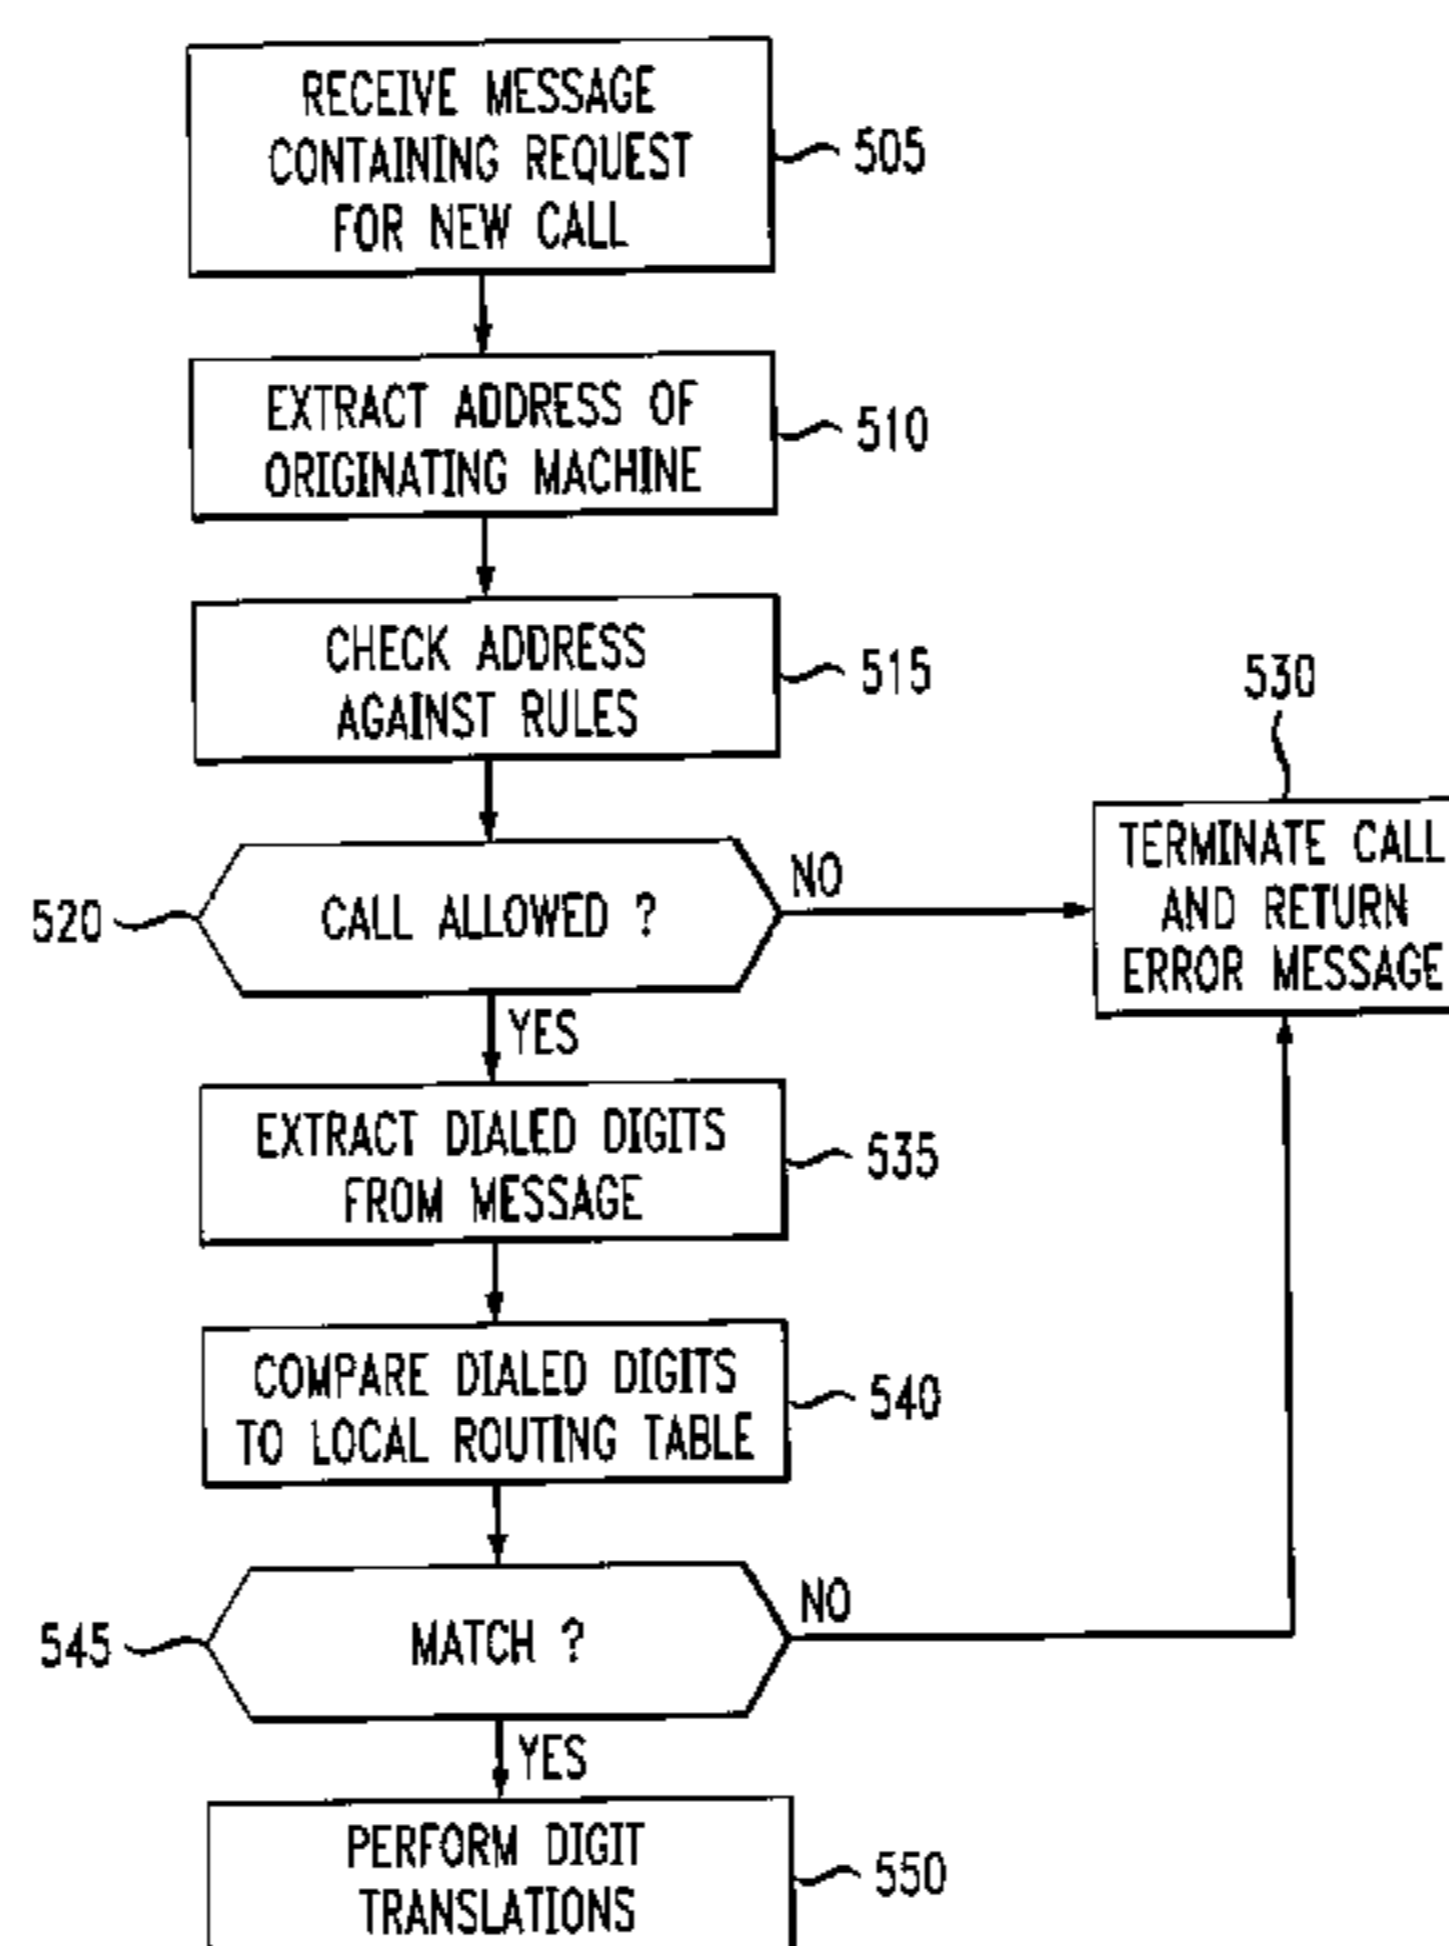 RECEIVE MESSAGE
CONTAINING REQUEST
FOR NEW CALL
505
EXTRACT ADDRESS OF
ORIGINATING MACHINE
510
CHECK ADDRESS
AGAINST RULES
515
530
TERMINATE CALL
AND RETURN
ERROR MESSAGE
520
CALL ALLOWED ?
NO
YES
EXTRACT DIALED DIGITS
FROM MESSAGE
535
COMPARE DIALED DIGITS
TO LOCAL ROUTING TABLE
540
545
MATCH ?
NO
YES
PERFORM DIGIT
TRANSLATIONS
550